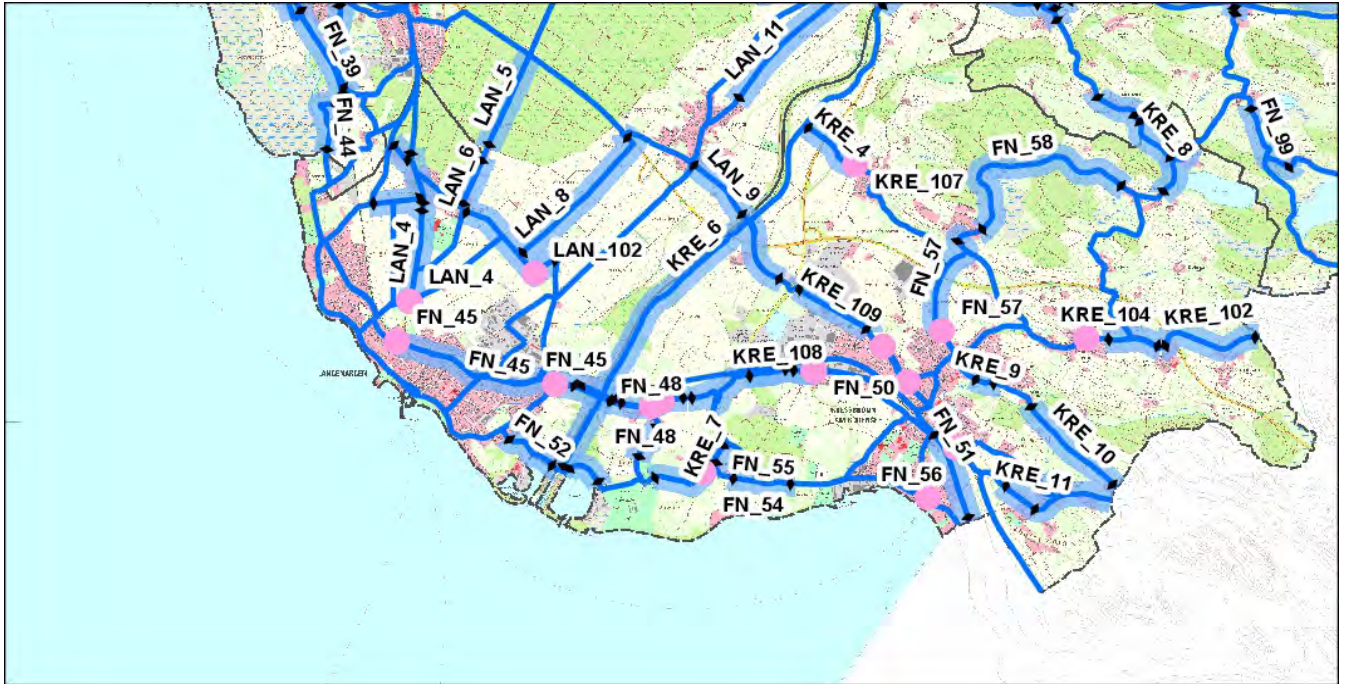 FN_39
LAN_11
LAN_5
FN_44
KRE_4
KRE_8
FN_99
FN_58
LAN_6
LAN_9
KRE_107
LAN_8
KRE_6
LAN_4
LAN_102
FN_57
LAN_4
FN_45
KRE_109
FN_57
KRE_104
KRE_102
FN_45
FN_45
KRE_108
KRE_9
LANGENARGEN
FN_48
FN_50
FN_52
FN_48
KRE_7
FN_51
KRE_10
FN_55
FN_56
KRE_11
FN_54